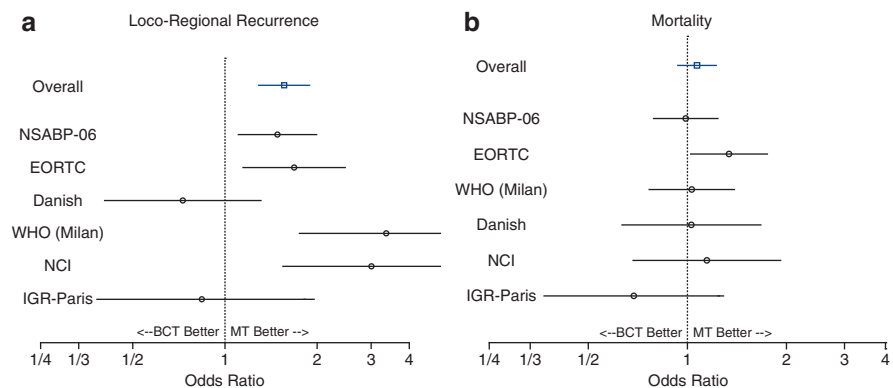 a
Loco-Regional Recurrence
Overall
NSABP-06
EORTC
Danish
WHO (Milan)
NCI
IGR-Paris
<--BCT Better
MT Better -->
1/4 1/3 1/2 1 2 3 4
Odds Ratio
b
Mortality
Overall
NSABP-06
EORTC
WHO (Milan)
Danish
NCI
IGR-Paris
<--BCT Better
MT Better -->
1/4 1/3 1/2 1 2 3 4
Odds Ratio